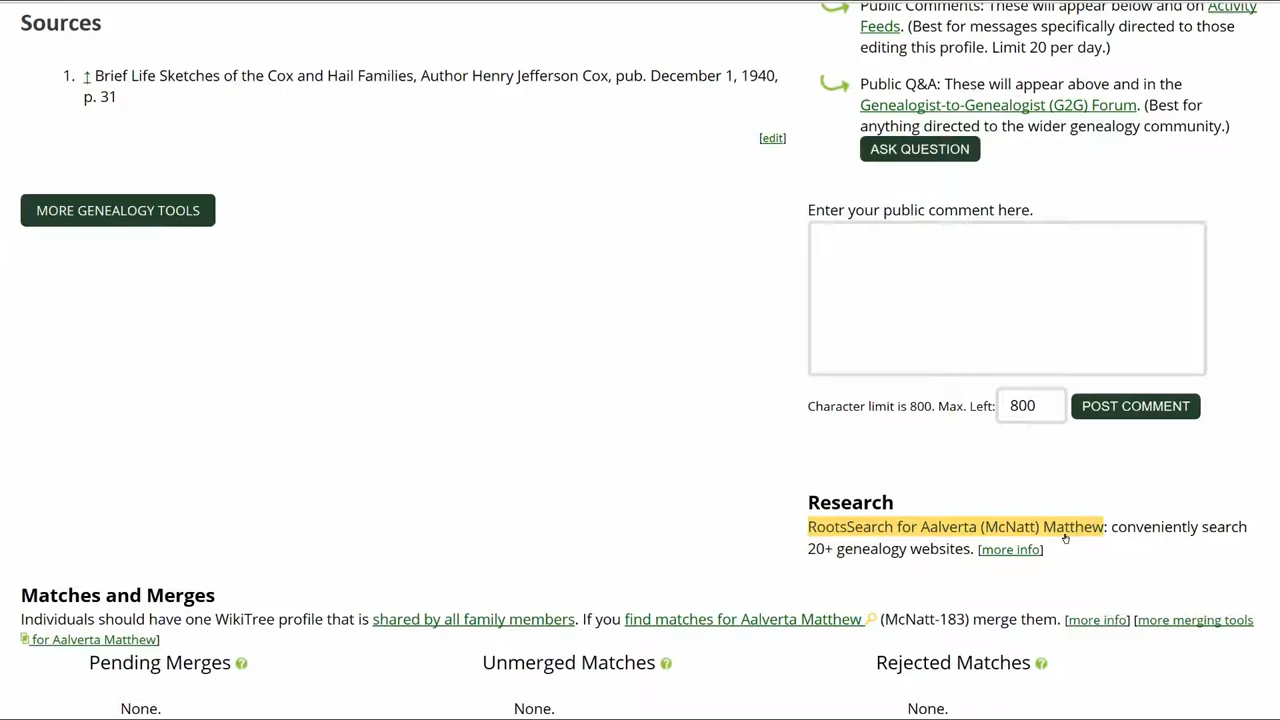 Sources
1. ↑ Brief Life Sketches of the Cox and Hail Families, Author Henry Jefferson Cox, pub. December 1, 1940,
p. 31
[edit]
MORE GENEALOGY TOOLS
Public Comments: These will appear below and on Activity
Feeds. (Best for messages specifically directed to those
editing this profile. Limit 20 per day.)
Public Q&A: These will appear above and in the
Genealogist-to-Genealogist (G2G) Forum. (Best for
anything directed to the wider genealogy community.)
ASK QUESTION
Enter your public comment here.
Character limit is 800. Max. Left: 800 POST COMMENT
Research
RootsSearch for Aalverta (McNatt) Matthew: conveniently search
20+ genealogy websites. [more info]
Matches and Merges
Individuals should have one WikiTree profile that is shared by all family members. If you find matches for Aalverta Matthew (McNatt-183) merge them. [more info] [more merging tools
for Aalverta Matthew]
Pending Merges ? Unmerged Matches ? Rejected Matches ?
None. None. None.